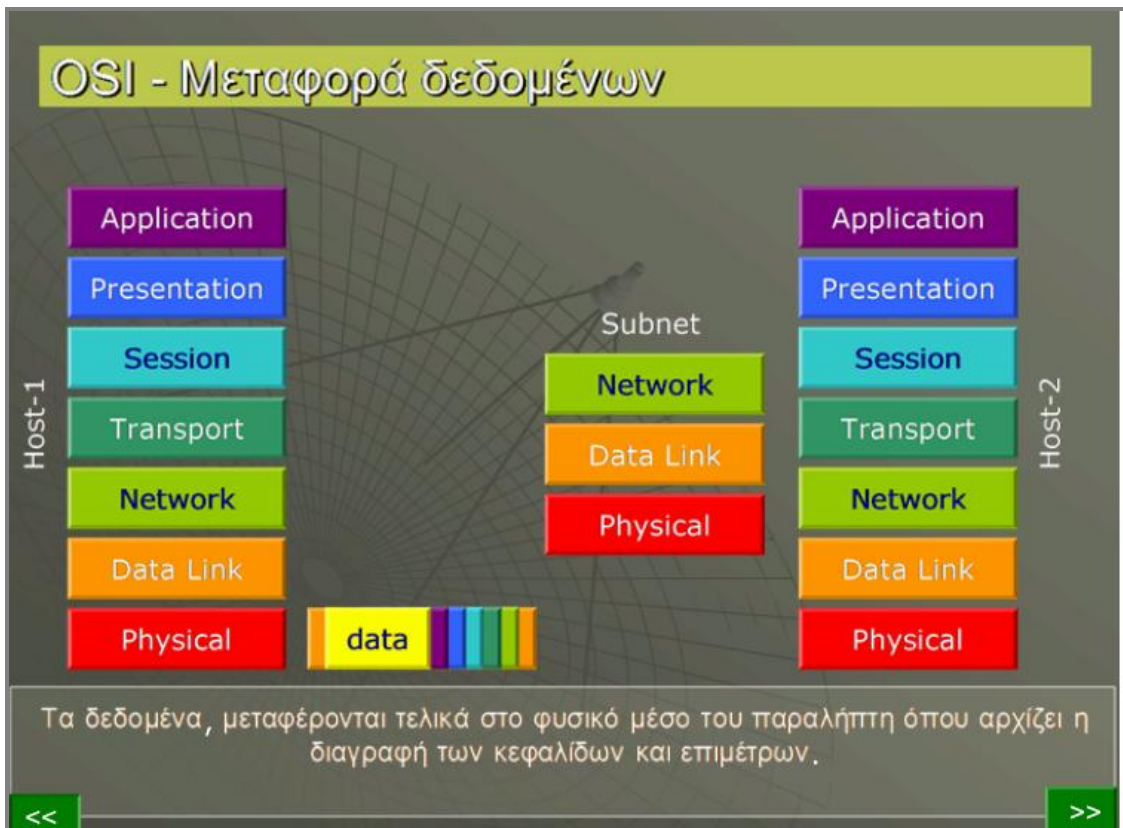 OSI - Μεταφορά δεδομένων
Host-1
Application
Presentation
Session
Transport
Network
Data Link
Physical
data
Subnet
Network
Data Link
Physical
Application
Presentation
Session
Transport
Network
Data Link
Physical
Host-2
Τα δεδομένα, μεταφέρονται τελικά στο φυσικό μέσο του παραλήπτη όπου αρχίζει η
διαγραφή των κεφαλίδων και επιμέτρων.
<<
>>